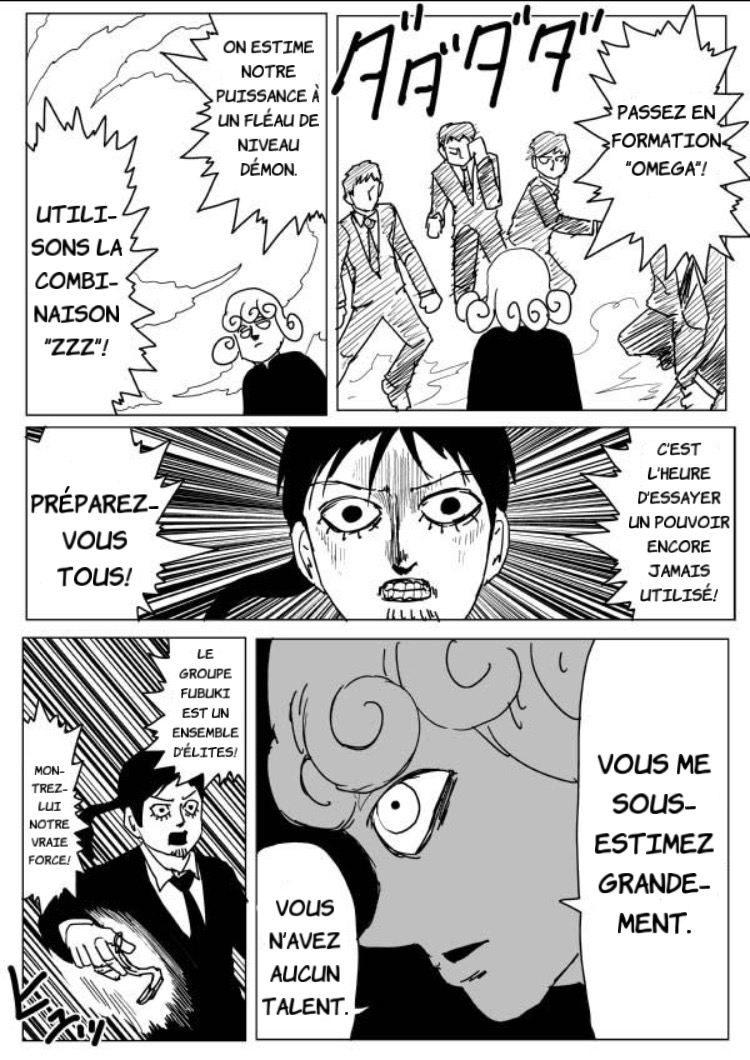 ダダダダ
PASSEZ EN
FORMATION
"OMEGA"!
ON ESTIME
NOTRE
PUISSANCE À
UN FLÉAU DE
NIVEAU
DÉMON.
UTILI-
SONS LA
COMBI-
NAISON
"ZZZ"!
C'EST
L'HEURE
D'ESSAYER
UN POUVOIR
ENCORE
JAMAIS
UTILISÉ!
PRÉPAREZ-
VOUS
TOUS!
VOUS ME
SOUS-
ESTIMEZ
GRANDE-
MENT.
VOUS
N'AVEZ
AUCUN
TALENT.
LE
GROUPE
FUBUKI
EST UN
ENSEMBLE
D'ÉLITES!
MON-
TREZ-
LUI
NOTRE
VRAIE
FORCE!